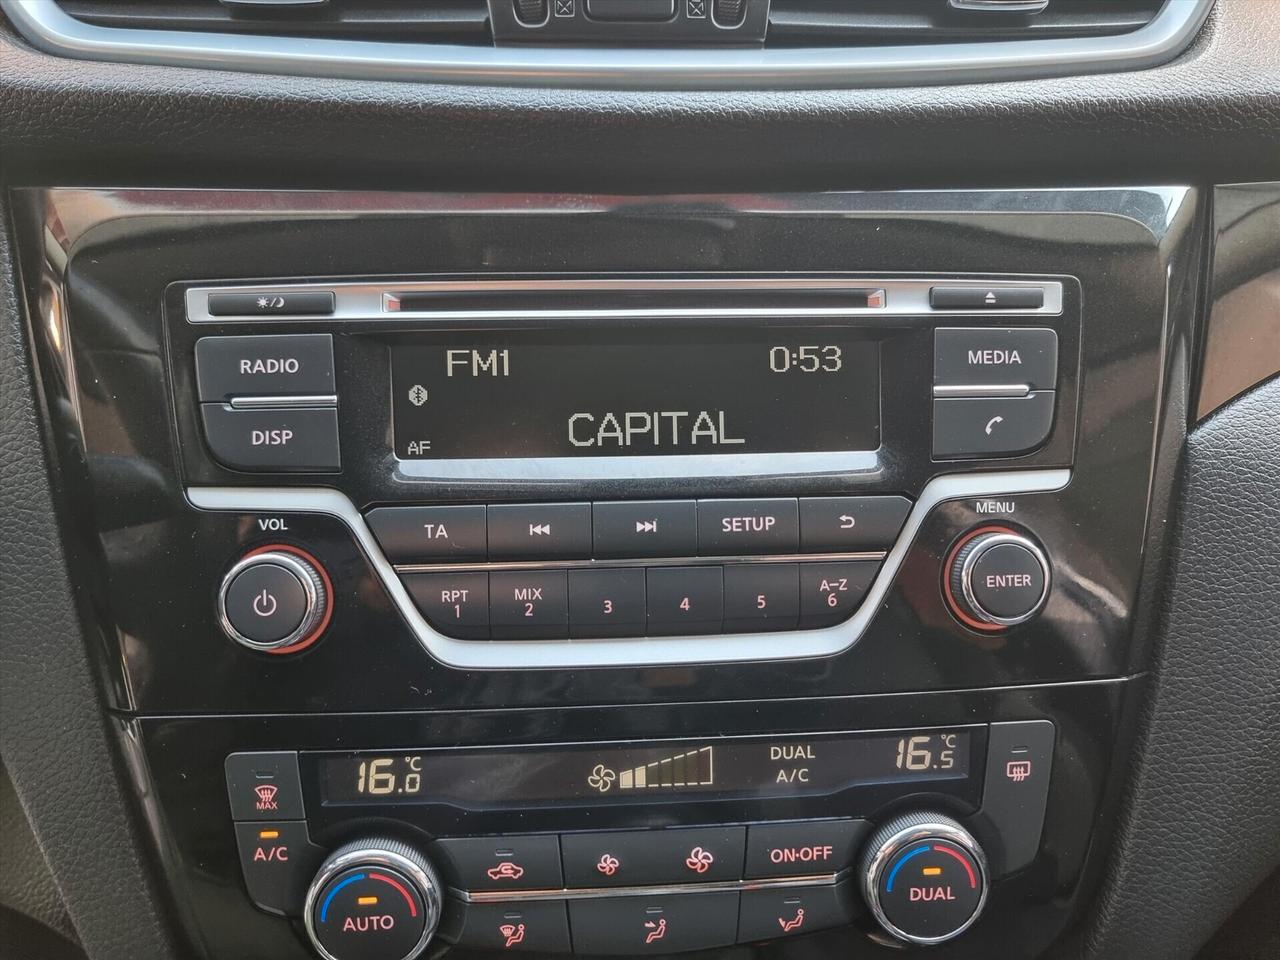 RADIO
DISP
FM1 0:53
AF
CAPITAL
MEDIA
VOL
TA
SETUP
MENU
RPT
1
MIX
2
3
4
5
A-Z
6
ENTER
16.0 °C
DUAL
A/C
16.5 °C
MAX
A/C
AUTO
ON·OFF
DUAL